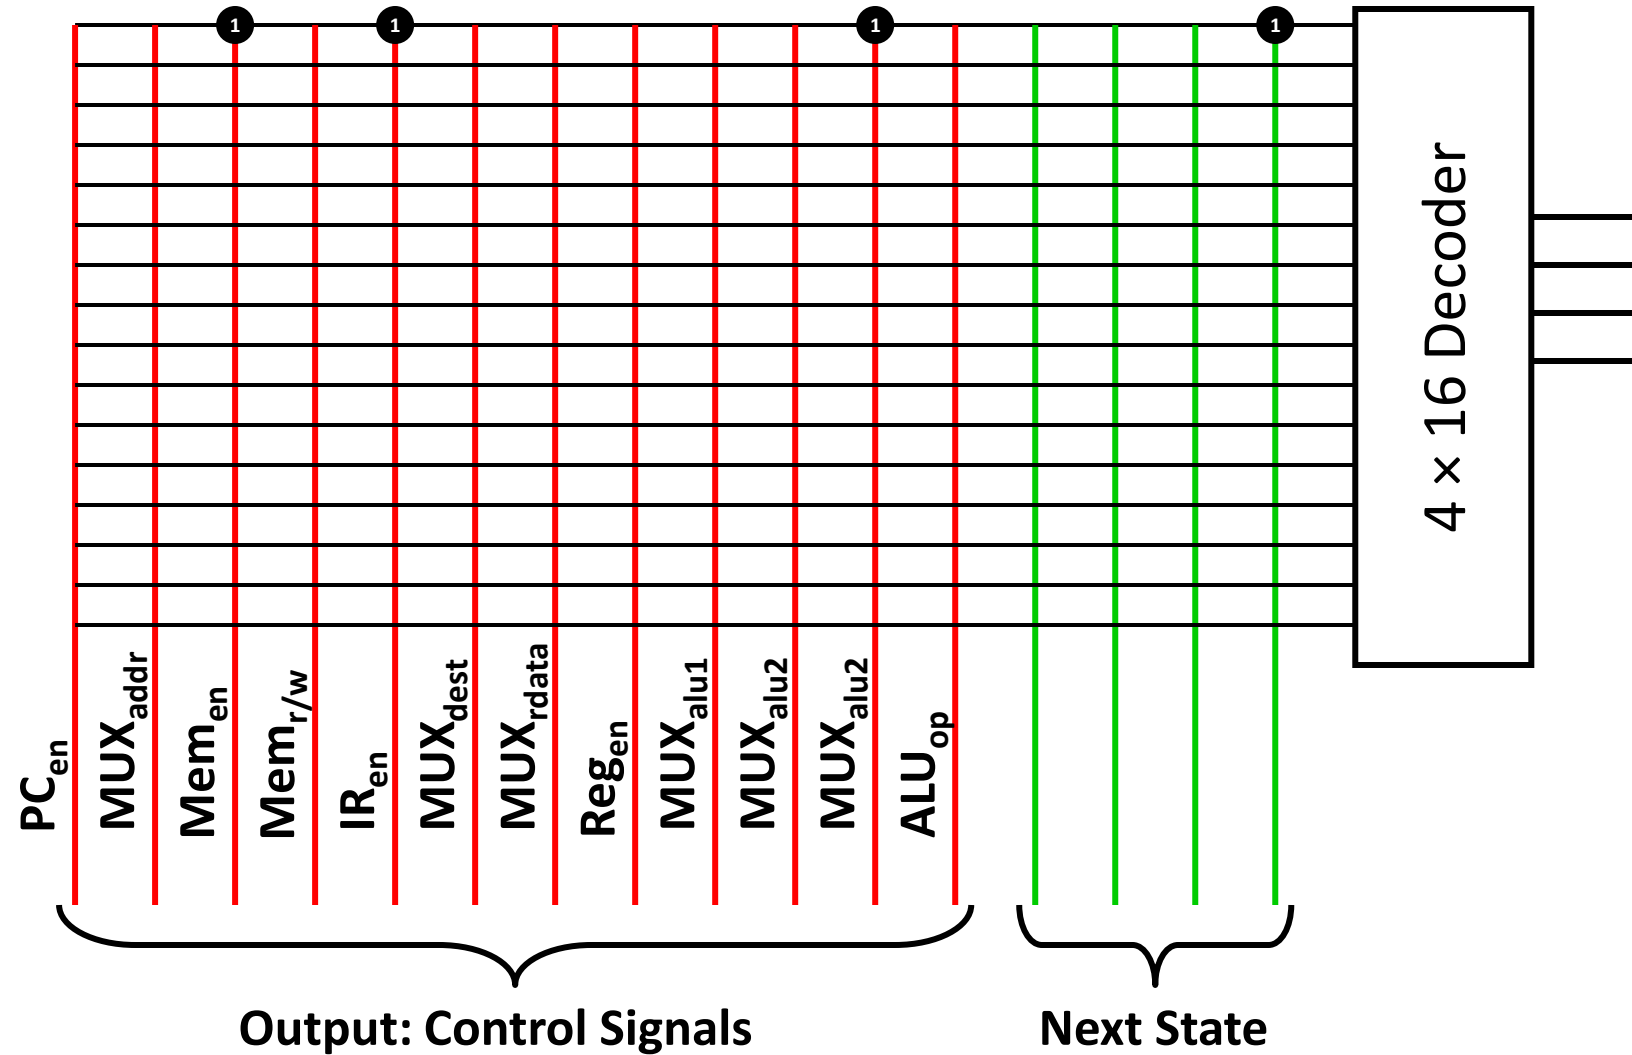 1 1 1 1
4 × 16 Decoder
PCen
MUXaddr
Memen
Memr/w
IRen
MUXdest
MUXrdata
Regen
MUXalu1
MUXalu2
MUXalu2
ALUop
Output: Control Signals
Next State